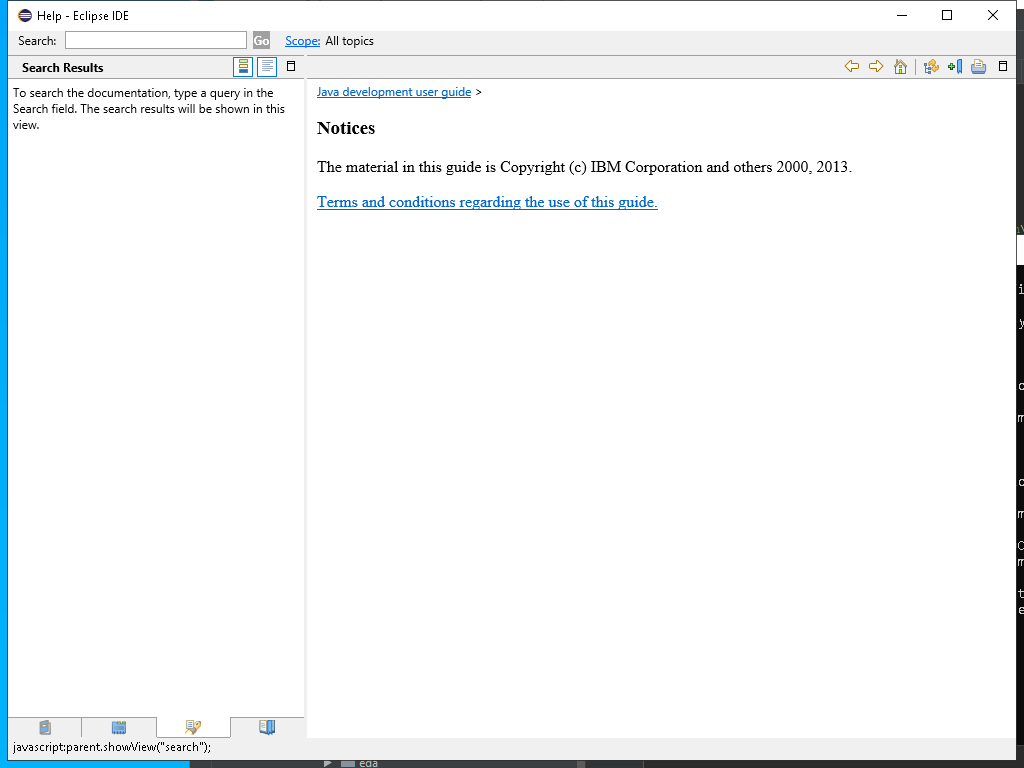 Help - Eclipse IDE
Search:
Go
Scope:
All topics
Search Results
To search the documentation, type a query in the
Search field. The search results will be shown in this
view.
Java development user guide >
Notices
The material in this guide is Copyright (c) IBM Corporation and others 2000, 2013.
Terms and conditions regarding the use of this guide.
javascript:parent.showView("search");
eda